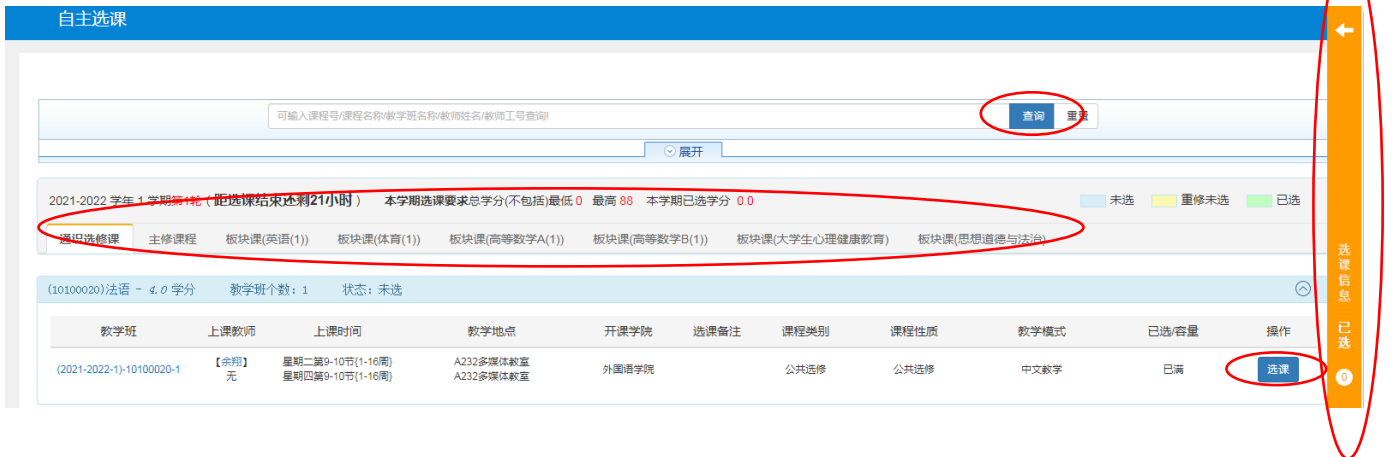 自主选课
可输入课程号/课程名称/教学班名称/教师姓名/教师工号查询!
查询 重置
展开
2021-2022 学年 1 学期第1轮 ( 距选课结束还剩21小时 ) 本学期选课要求总学分(不包括)最低 0 最高 88 本学期已选学分 0.0 未选 重修未选 已选
通识选修课 主修课程 板块课(英语(1)) 板块课(体育(1)) 板块课(高等数学A(1)) 板块课(高等数学B(1)) 板块课(大学生心理健康教育) 板块课(思想道德与法治)
(10100020)法语 - 4.0 学分 教学班个数: 1 状态: 未选
教学班 上课教师 上课时间 教学地点 开课学院 选课备注 课程类别 课程性质 教学模式 已选/容量 操作
(2021-2022-1)-10100020-1 【余翔】 星期二第9-10节{1-16周} A232多媒体教室 外国语学院 公共选修 公共选修 中文教学 已满 选课
无 星期四第9-10节{1-16周} A232多媒体教室
选课信息 已选 0